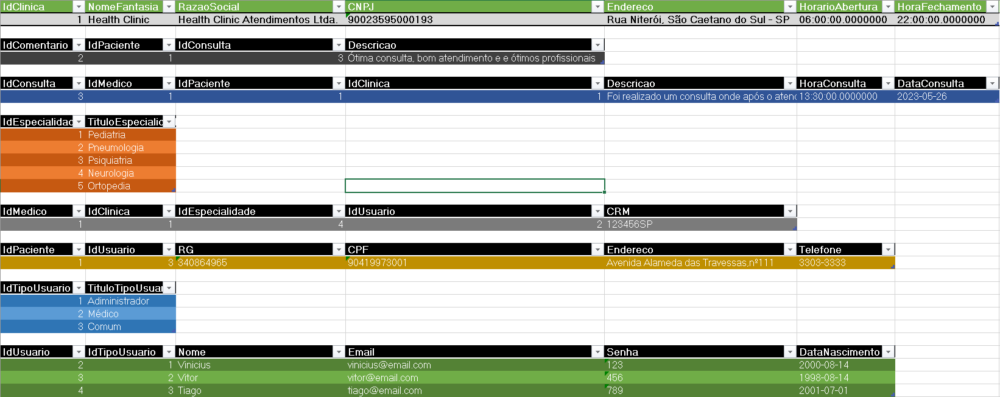 IdClinica NomeFantasia RazaoSocial CNPJ Endereco HorarioAbertura HoraFechamento
1 Health Clinic Health Clinic Atendimentos Ltda. 90023595000193 Rua Niterói, São Caetano do Sul - SP 06:00:00.0000000 22:00:00.0000000
IdComentario IdPaciente IdConsulta Descricao
2 1 3 Ótima consulta, bom atendimento e e ótimos profissionais
IdConsulta IdMedico IdPaciente IdClinica Descricao HoraConsulta DataConsulta
3 1 1 1 Foi realizado um consulta onde após o atenc 13:30:00.0000000 2023-05-26
IdEspecialidad TituloEspecialid
1 Pediatria
2 Pneumologia
3 Psiquiatria
4 Neurologia
5 Ortopedia
IdMedico IdClinica IdEspecialidade IdUsuario CRM
1 1 4 2 123456SP
IdPaciente IdUsuario RG CPF Endereco Telefone
1 3 340864965 90419973001 Avenida Alameda das Travessas,nº111 3303-3333
IdTipoUsuario TituloTipoUsuar
1 Adiministrador
2 Médico
3 Comum
IdUsuario IdTipoUsuario Nome Email Senha DataNascimento
2 1 Vinicius vinicius@email.com 123 2000-08-14
3 2 Vitor vitor@email.com 456 1998-08-14
4 3 Tiago tiago@email.com 789 2001-07-01